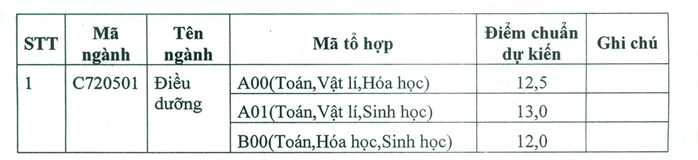 STT Mã ngành Tên ngành Mã tổ hợp Điểm chuẩn dự kiến Ghi chú
1 C720501 Điều dưỡng A00(Toán,Vật lí,Hóa học) 12,5
A01(Toán,Vật lí,Sinh học) 13,0
B00(Toán,Hóa học,Sinh học) 12,0